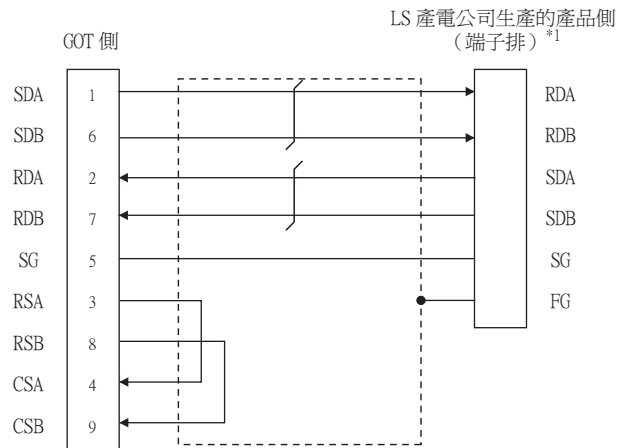 LS 產電公司生產的產品側
GOT 側
（端子排）*1
SDA 1 RDA
SDB 6 RDB
RDA 2 SDA
RDB 7 SDB
SG 5 SG
RSA 3 FG
RSB 8
CSA 4
CSB 9